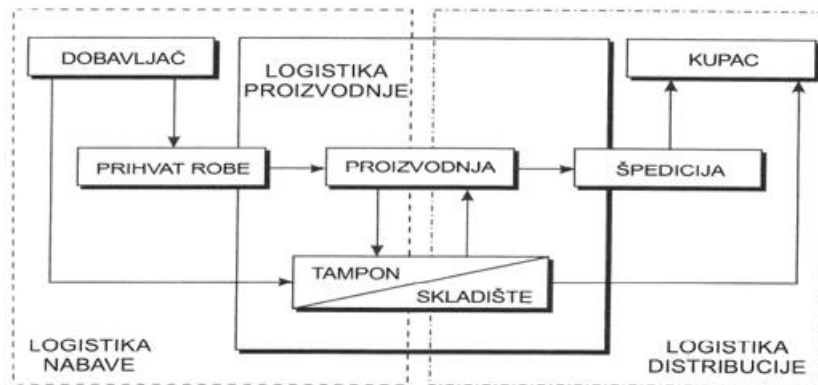 DOBAVLJAČ
LOGISTIKA
PROIZVODNJE
KUPAC
PRIHVAT ROBE
PROIZVODNJA
ŠPEDICIJA
TAMPON
SKLADIŠTE
LOGISTIKA
NABAVE
LOGISTIKA
DISTRIBUCIJE